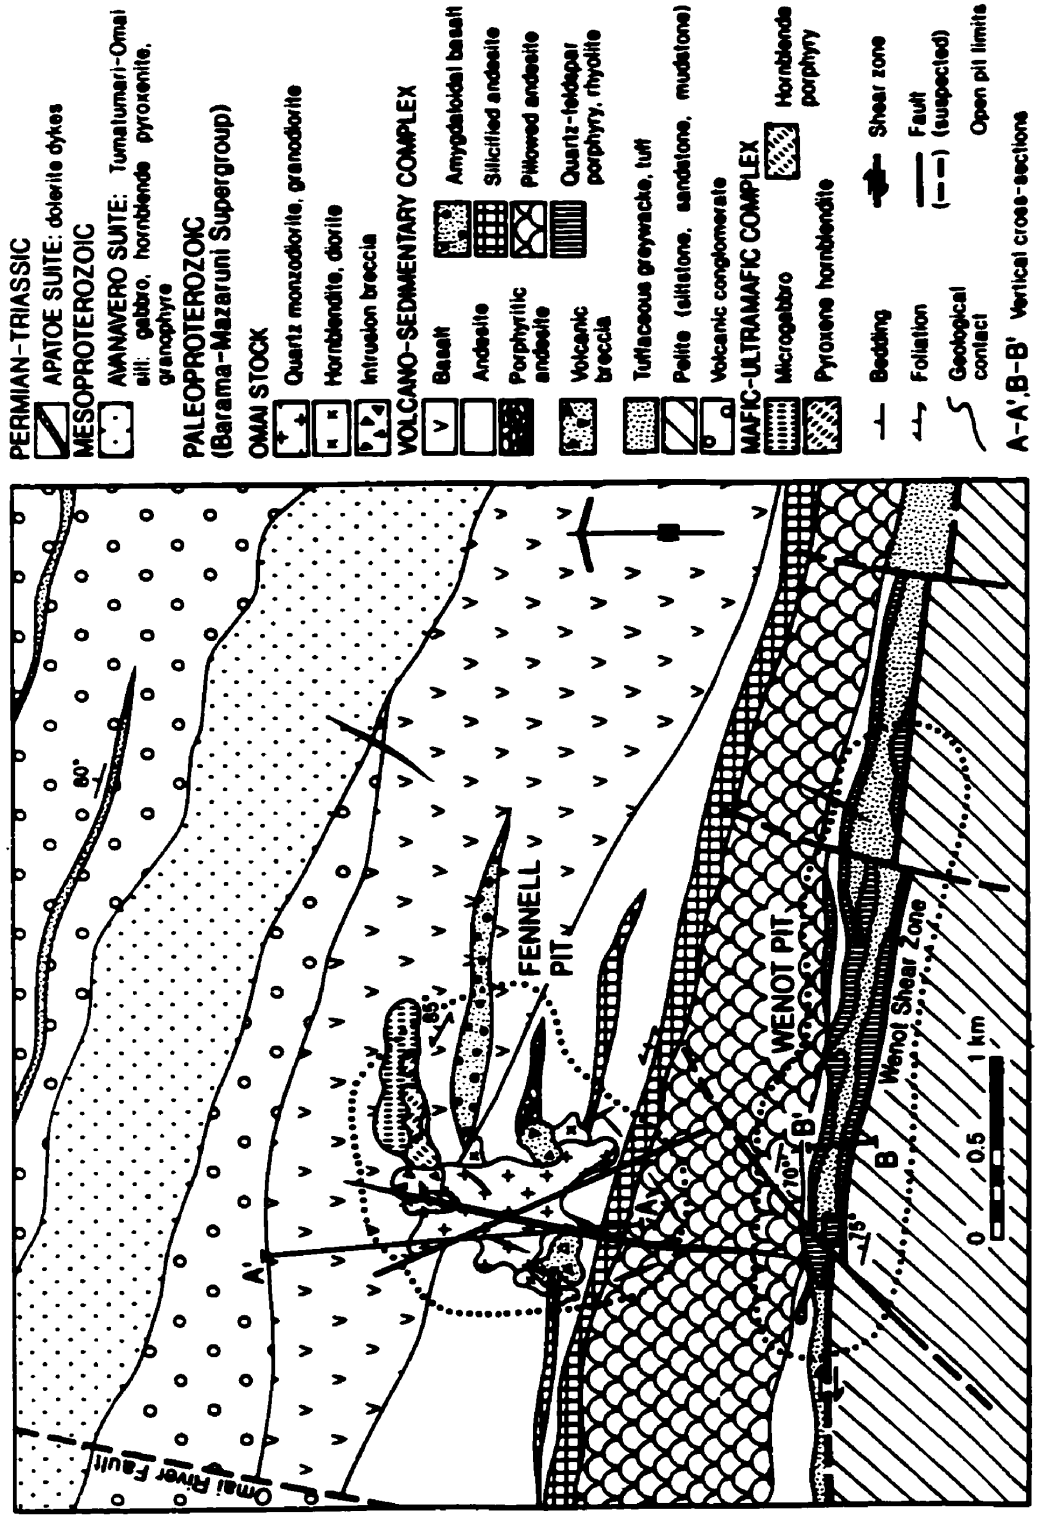 PERMIAN-TRIASSIC
APATOE SUITE: dolerite dykes
MESOPROTEROZOIC
AVANAVERO SUITE: Tumatumari-Omai
sill: gabbro, hornblende pyroxenite,
granophyre
PALEOPROTEROZOIC
(Barama-Mazaruni Supergroup)
OMAI STOCK
Quartz monzodiorite, granodiorite
Hornblendite, diorite
Intrusion breccia
VOLCANO-SEDIMENTARY COMPLEX
Basalt
Andesite
Porphyritic
andesite
Volcanic
breccia
Amygdaloidal basalt
Silicified andesite
Pillowed andesite
Quartz-feldspar
porphyry, rhyolite
Tuffaceous greywacke, tuff
Pelite (siltstone, sandstone, mudstone)
Volcanic conglomerate
MAFIC-ULTRAMAFIC COMPLEX
Microgabbro
Pyroxene hornblendite
Hornblende
porphyry
Bedding
Foliation
Geological
contact
Shear zone
Fault
(suspected)
Open pit limits
A-A',B-B' Vertical cross-sections
Omai River Fault
60°
A'
FENNELL
PIT
85°
A
WENOT PIT
B'
70°
B
75°
Wenot Shear Zone
0 0.5 1 km
N